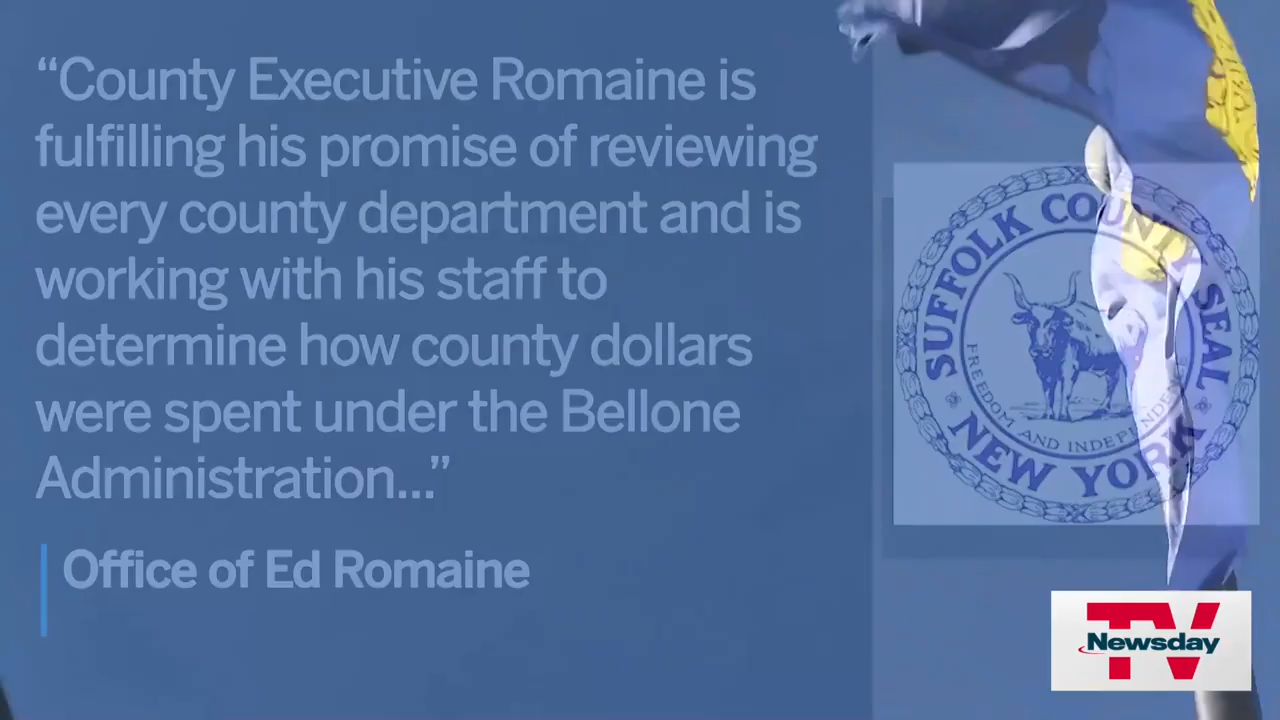 “County Executive Romaine is
fulfilling his promise of reviewing
every county department and is
working with his staff to
determine how county dollars
were spent under the Bellone
Administration...”
Office of Ed Romaine
SUFFOLK COUNTY SEAL
FREEDOM AND INDEPENDE
NEW YORK
TV
Newsday